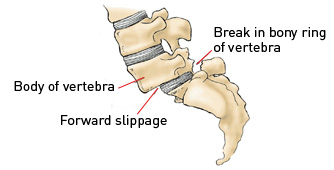 Break in bony ring
of vertebra
Body of vertebra
Forward slippage